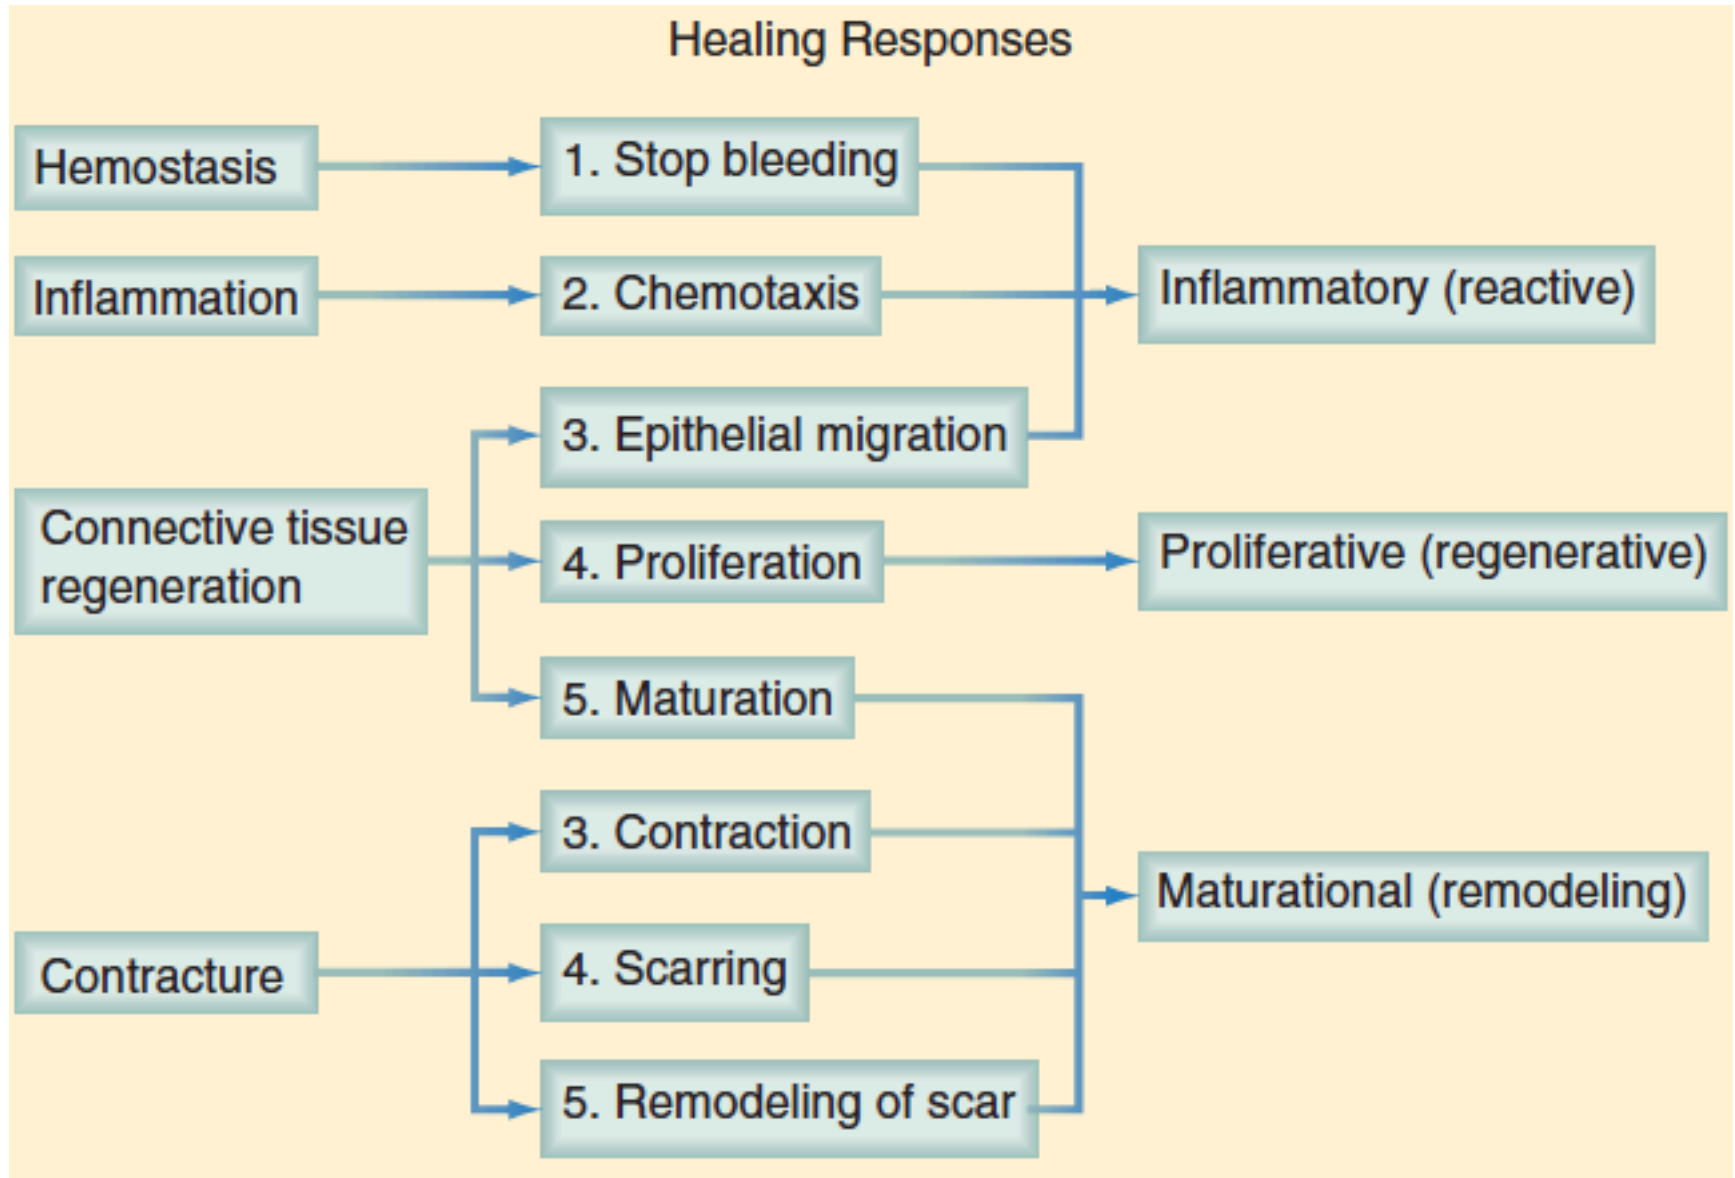 Healing Responses
Hemostasis
1. Stop bleeding
Inflammation
2. Chemotaxis
Inflammatory (reactive)
3. Epithelial migration
Connective tissue
regeneration
4. Proliferation
Proliferative (regenerative)
5. Maturation
3. Contraction
Maturational (remodeling)
Contracture
4. Scarring
5. Remodeling of scar